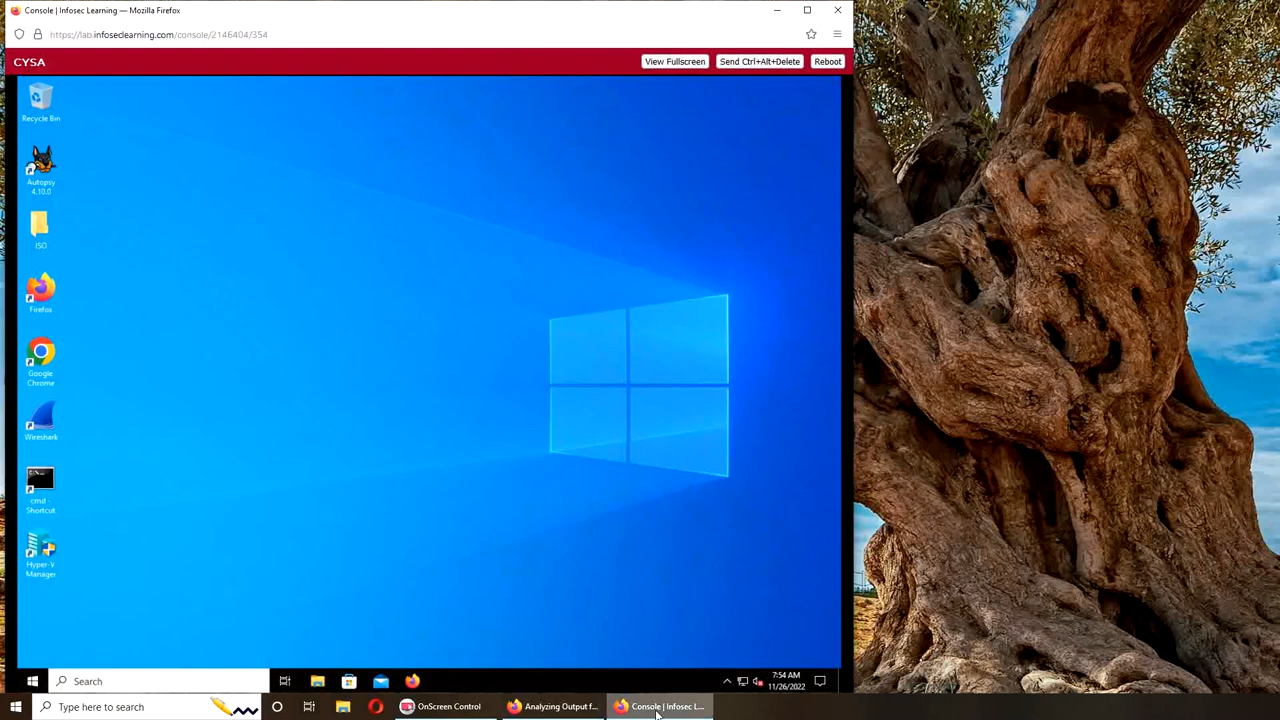 Console | Infosec Learning — Mozilla Firefox
https://lab.infoseclearning.com/console/2146404/354
CYSA
View Fullscreen
Send Ctrl+Alt+Delete
Reboot
Recycle Bin
Autopsy
4.10.0
ISO
Firefox
Google
Chrome
Wireshark
cmd -
Shortcut
Hyper-V
Manager
Search
7:54 AM
11/26/2022
Type here to search
OnScreen Control
Analyzing Output f...
Console | Infosec L...